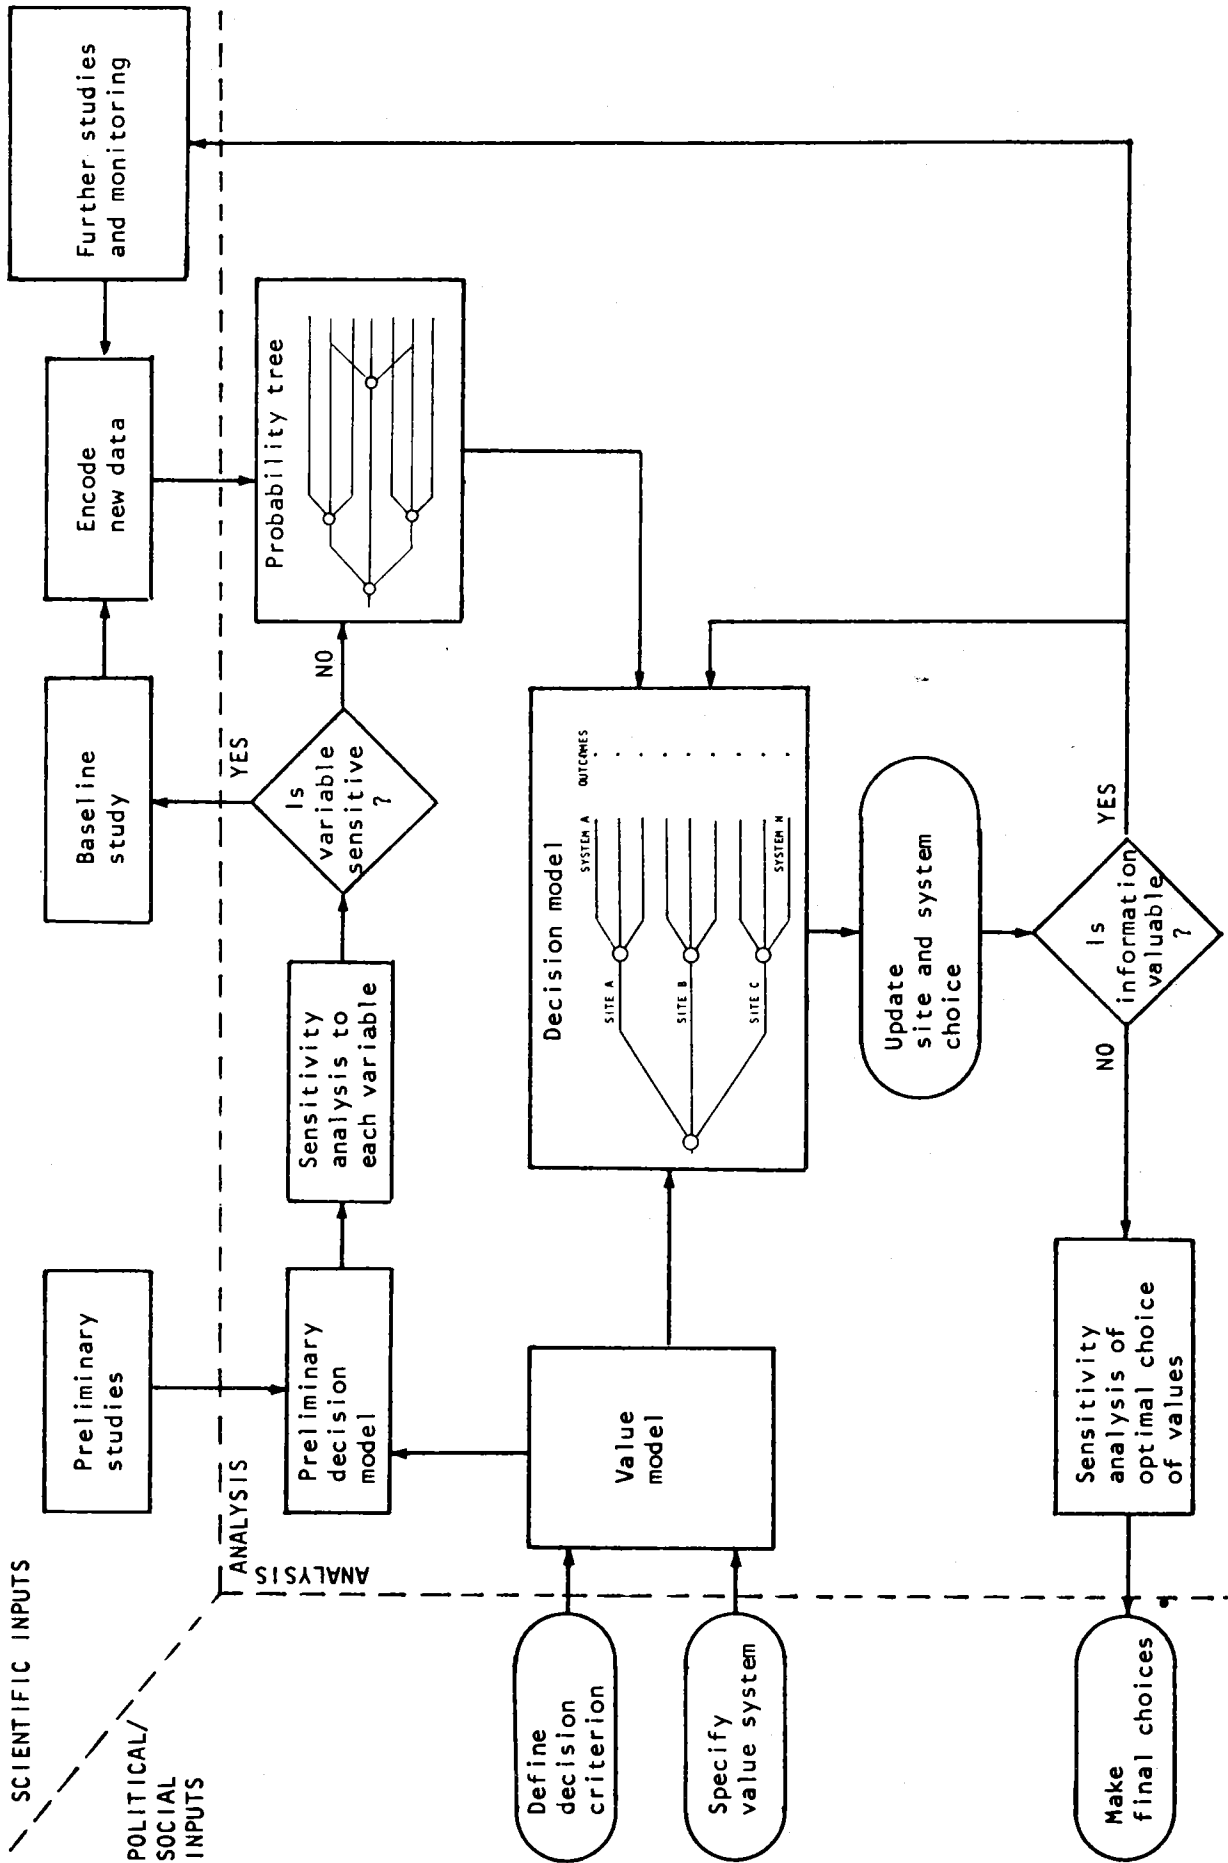 SCIENTIFIC INPUTS
POLITICAL/
SOCIAL
INPUTS
ANALYSIS
ANALYSIS
Preliminary
studies
Baseline
study
Encode
new data
Further studies
and monitoring
Preliminary
decision
model
Sensitivity
analysis to
each variable
Is
variable
sensitive
?
YES
NO
Probability tree
Define
decision
criterion
Specify
value system
Value
model
Decision model
SITE A
SITE B
SITE C
SYSTEM A
SYSTEM N
OUTCOMES
Update
site and system
choice
Is
information
valuable
?
YES
NO
Sensitivity
analysis of
optimal choice
of values
Make
final choices